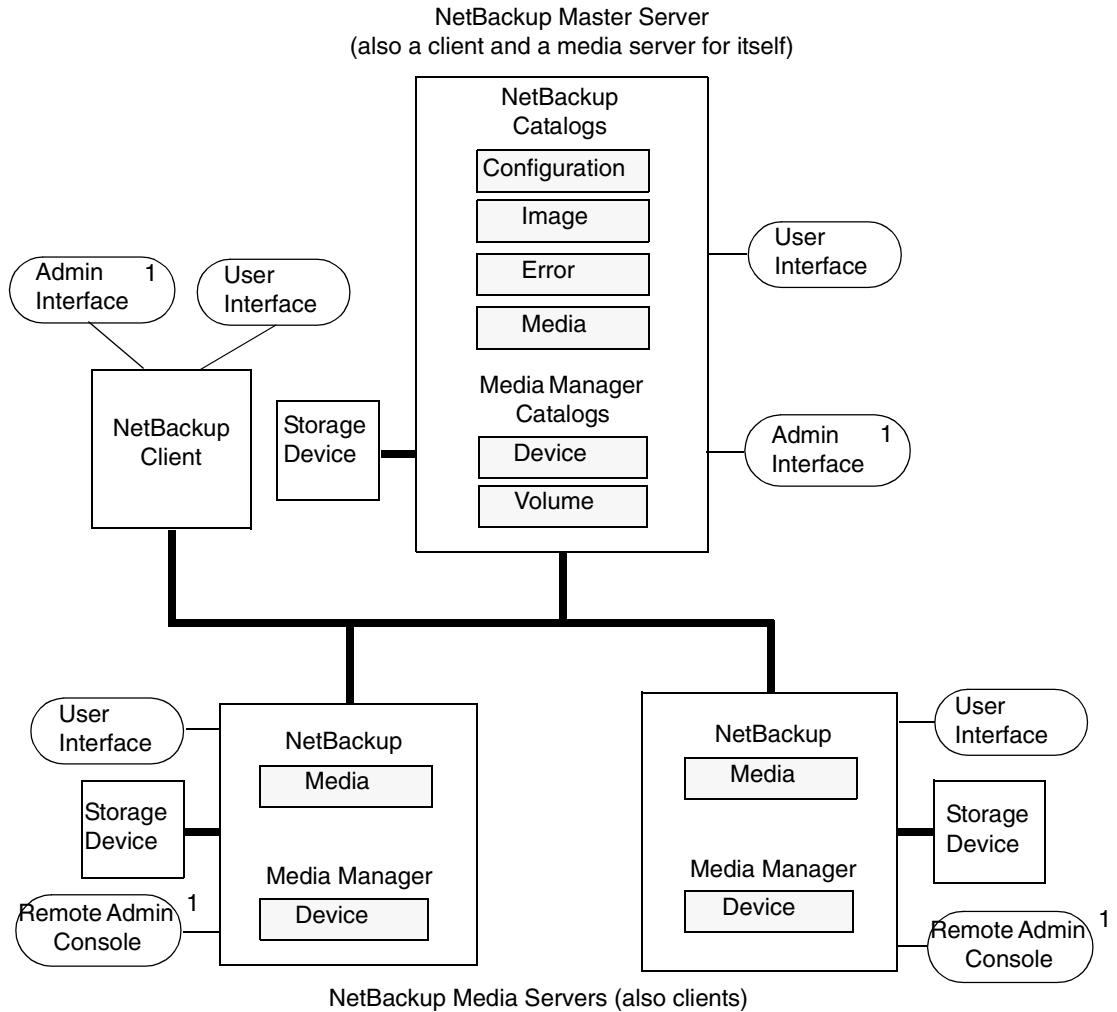 NetBackup Master Server
(also a client and a media server for itself)
NetBackup
Catalogs
Configuration
Image
Error
Media
Media Manager
Catalogs
Device
Volume
User
Interface
Admin 1
Interface
Admin 1
Interface
User
Interface
NetBackup
Client
Storage
Device
User
Interface
Storage
Device
Remote Admin 1
Console
NetBackup
Media
Media Manager
Device
NetBackup
Media
Media Manager
Device
User
Interface
Storage
Device
Remote Admin 1
Console
NetBackup Media Servers (also clients)